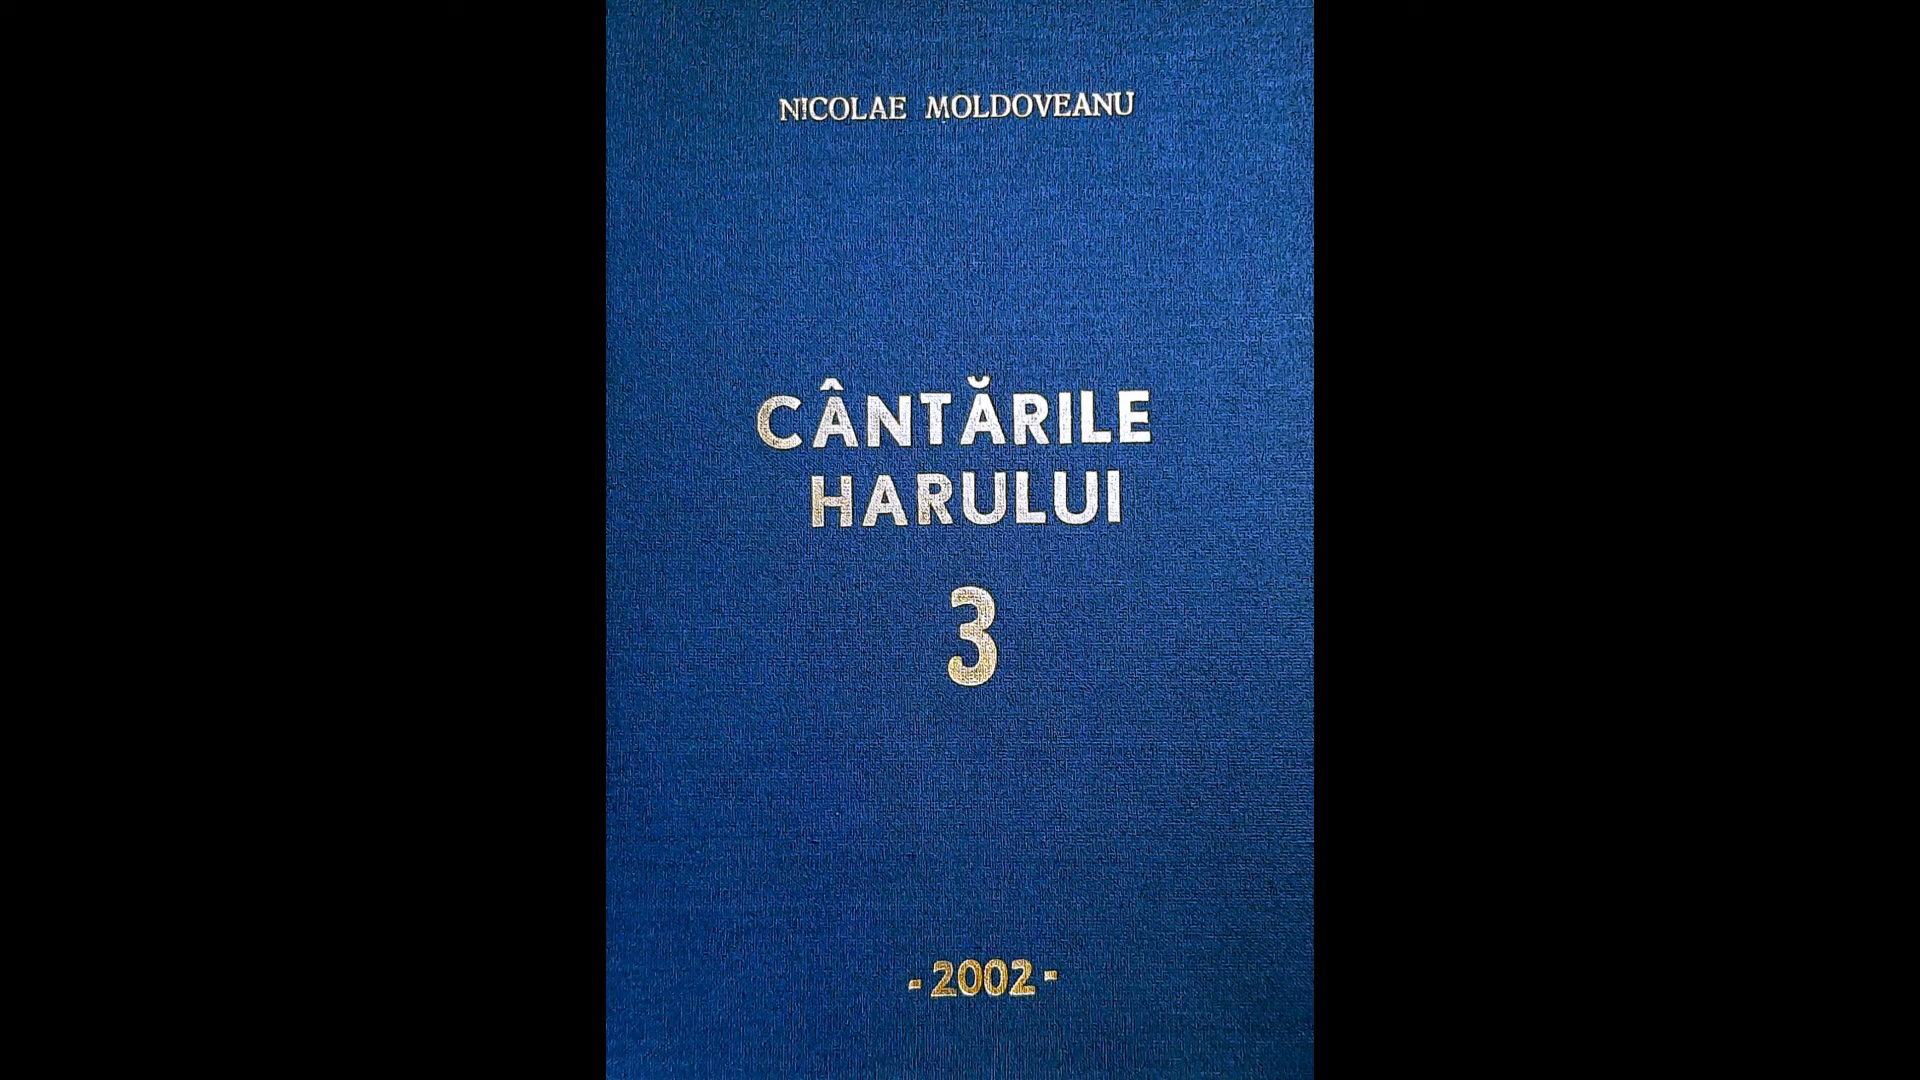 NICOLAE MOLDOVEANU
CÂNTĂRILE
HARULUI
3
- 2002 -